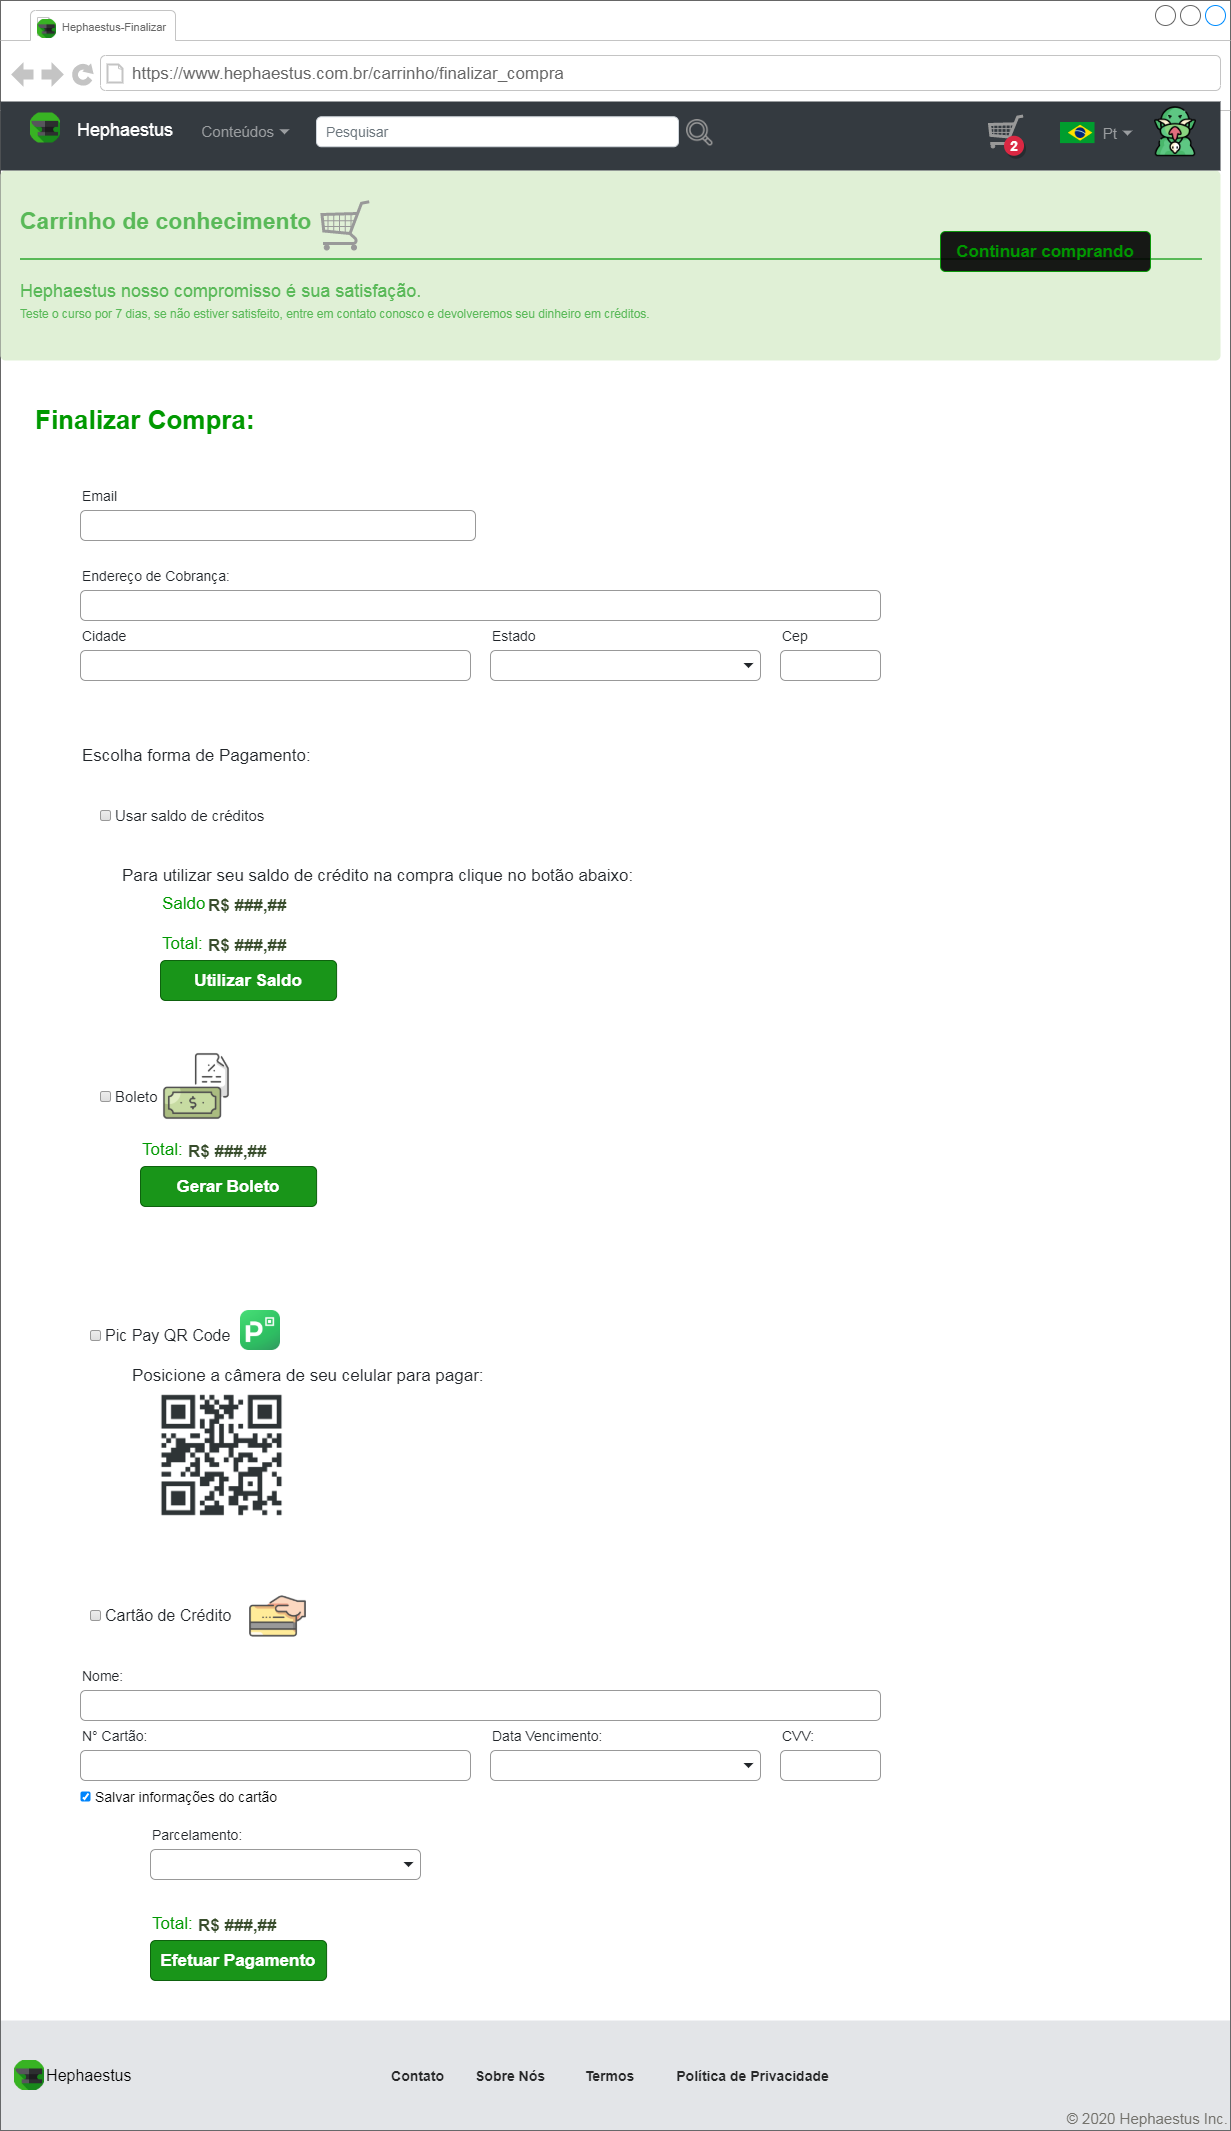 Hephaestus-Finalizar
https://www.hephaestus.com.br/carrinho/finalizar_compra
Hephaestus Conteúdos Pesquisar 2 Pt
Carrinho de conhecimento
Continuar comprando
Hephaestus nosso compromisso é sua satisfação.
Teste o curso por 7 dias, se não estiver satisfeito, entre em contato conosco e devolveremos seu dinheiro em créditos.
Finalizar Compra:
Email
Endereço de Cobrança:
Cidade Estado Cep
Escolha forma de Pagamento:
Usar saldo de créditos
Para utilizar seu saldo de crédito na compra clique no botão abaixo:
Saldo R$ ###,##
Total: R$ ###,##
Utilizar Saldo
Boleto $
Total: R$ ###,##
Gerar Boleto
Pic Pay QR Code P
Posicione a câmera de seu celular para pagar:
Cartão de Crédito
Nome:
N° Cartão: Data Vencimento: CVV:
Salvar informações do cartão
Parcelamento:
Total: R$ ###,##
Efetuar Pagamento
Hephaestus Contato Sobre Nós Termos Política de Privacidade
© 2020 Hephaestus Inc.